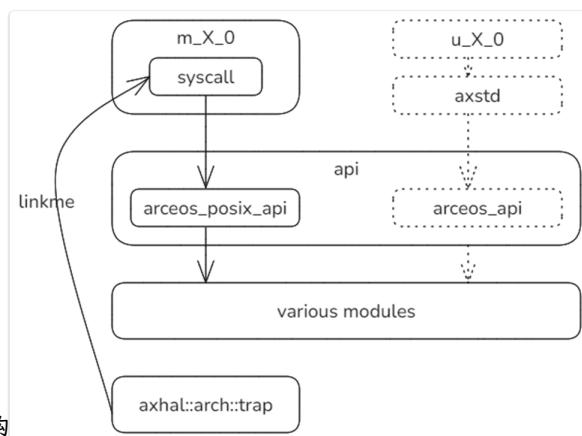 m_X_0
u_X_0
syscall
axstd
api
linkme
arceos_posix_api
arceos_api
various modules
axhal::arch::trap